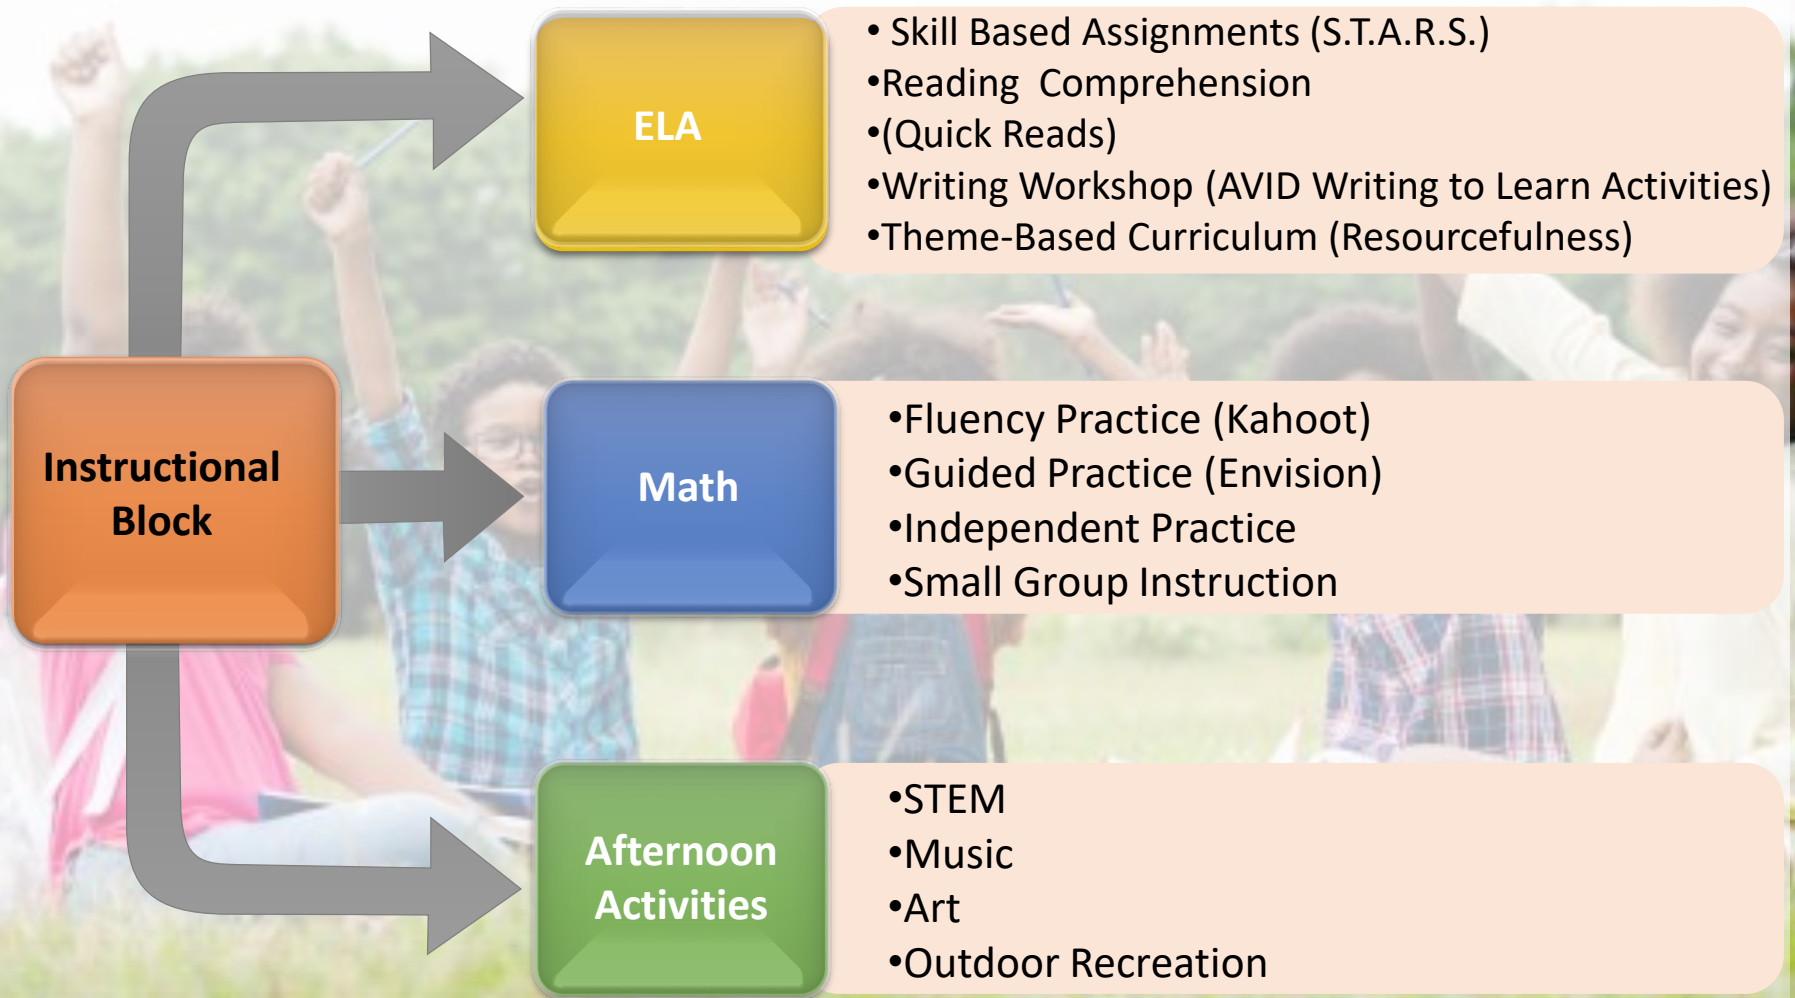 • Skill Based Assignments (S.T.A.R.S.)
•Reading  Comprehension
•(Quick Reads)
•Writing Workshop (AVID Writing to Learn Activities)
•Theme-Based Curriculum (Resourcefulness)
ELA
Instructional
Block
Math
•Fluency Practice (Kahoot)
•Guided Practice (Envision)
•Independent Practice
•Small Group Instruction
Afternoon
Activities
•STEM
•Music
•Art
•Outdoor Recreation